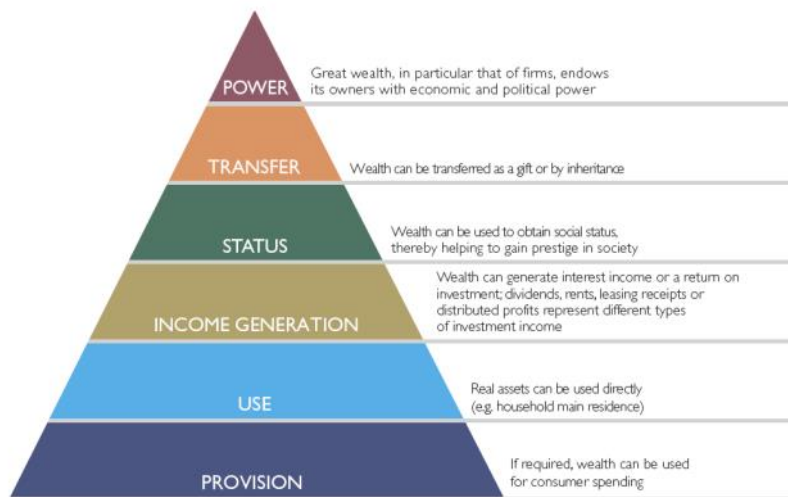 POWER
Great wealth, in particular that of firms, endows
its owners with economic and political power
TRANSFER
Wealth can be transferred as a gift or by inheritance
STATUS
Wealth can be used to obtain social status,
thereby helping to gain prestige in society
INCOME GENERATION
Wealth can generate interest income or a return on
investment; dividends, rents, leasing receipts or
distributed profits represent different types
of investment income
USE
Real assets can be used directly
(e.g. household main residence)
PROVISION
If required, wealth can be used
for consumer spending